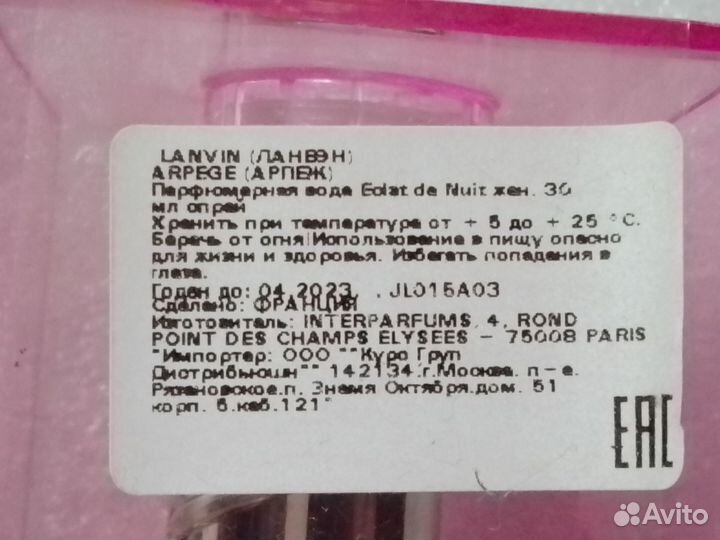 LANVIN (ЛАНВЭН)
ARPEGE (АРПЕЖ)
Парфюмерная вода Eclat de Nuit жен. 30
мл спрей
Хранить при температуре от + 5 до + 25 °C.
Беречь от огня!Использование в пищу опасно
для жизни и здоровья. Избегать попадания в
глаза.
Годен до: 04.2023 , JL015A03
Сделано: ФРАНЦИЯ
Изготовитель: INTERPARFUMS, 4, ROND
POINT DES CHAMPS ELYSEES - 75008 PARIS
"Импортер: ООО ""Курс Груп
Дистрибьюшн"" 142134.г.Москва. п-е.
Рязановское.п. Знамя Октября.дом. 51
корп. 6.каб.121"
EAC
Avito